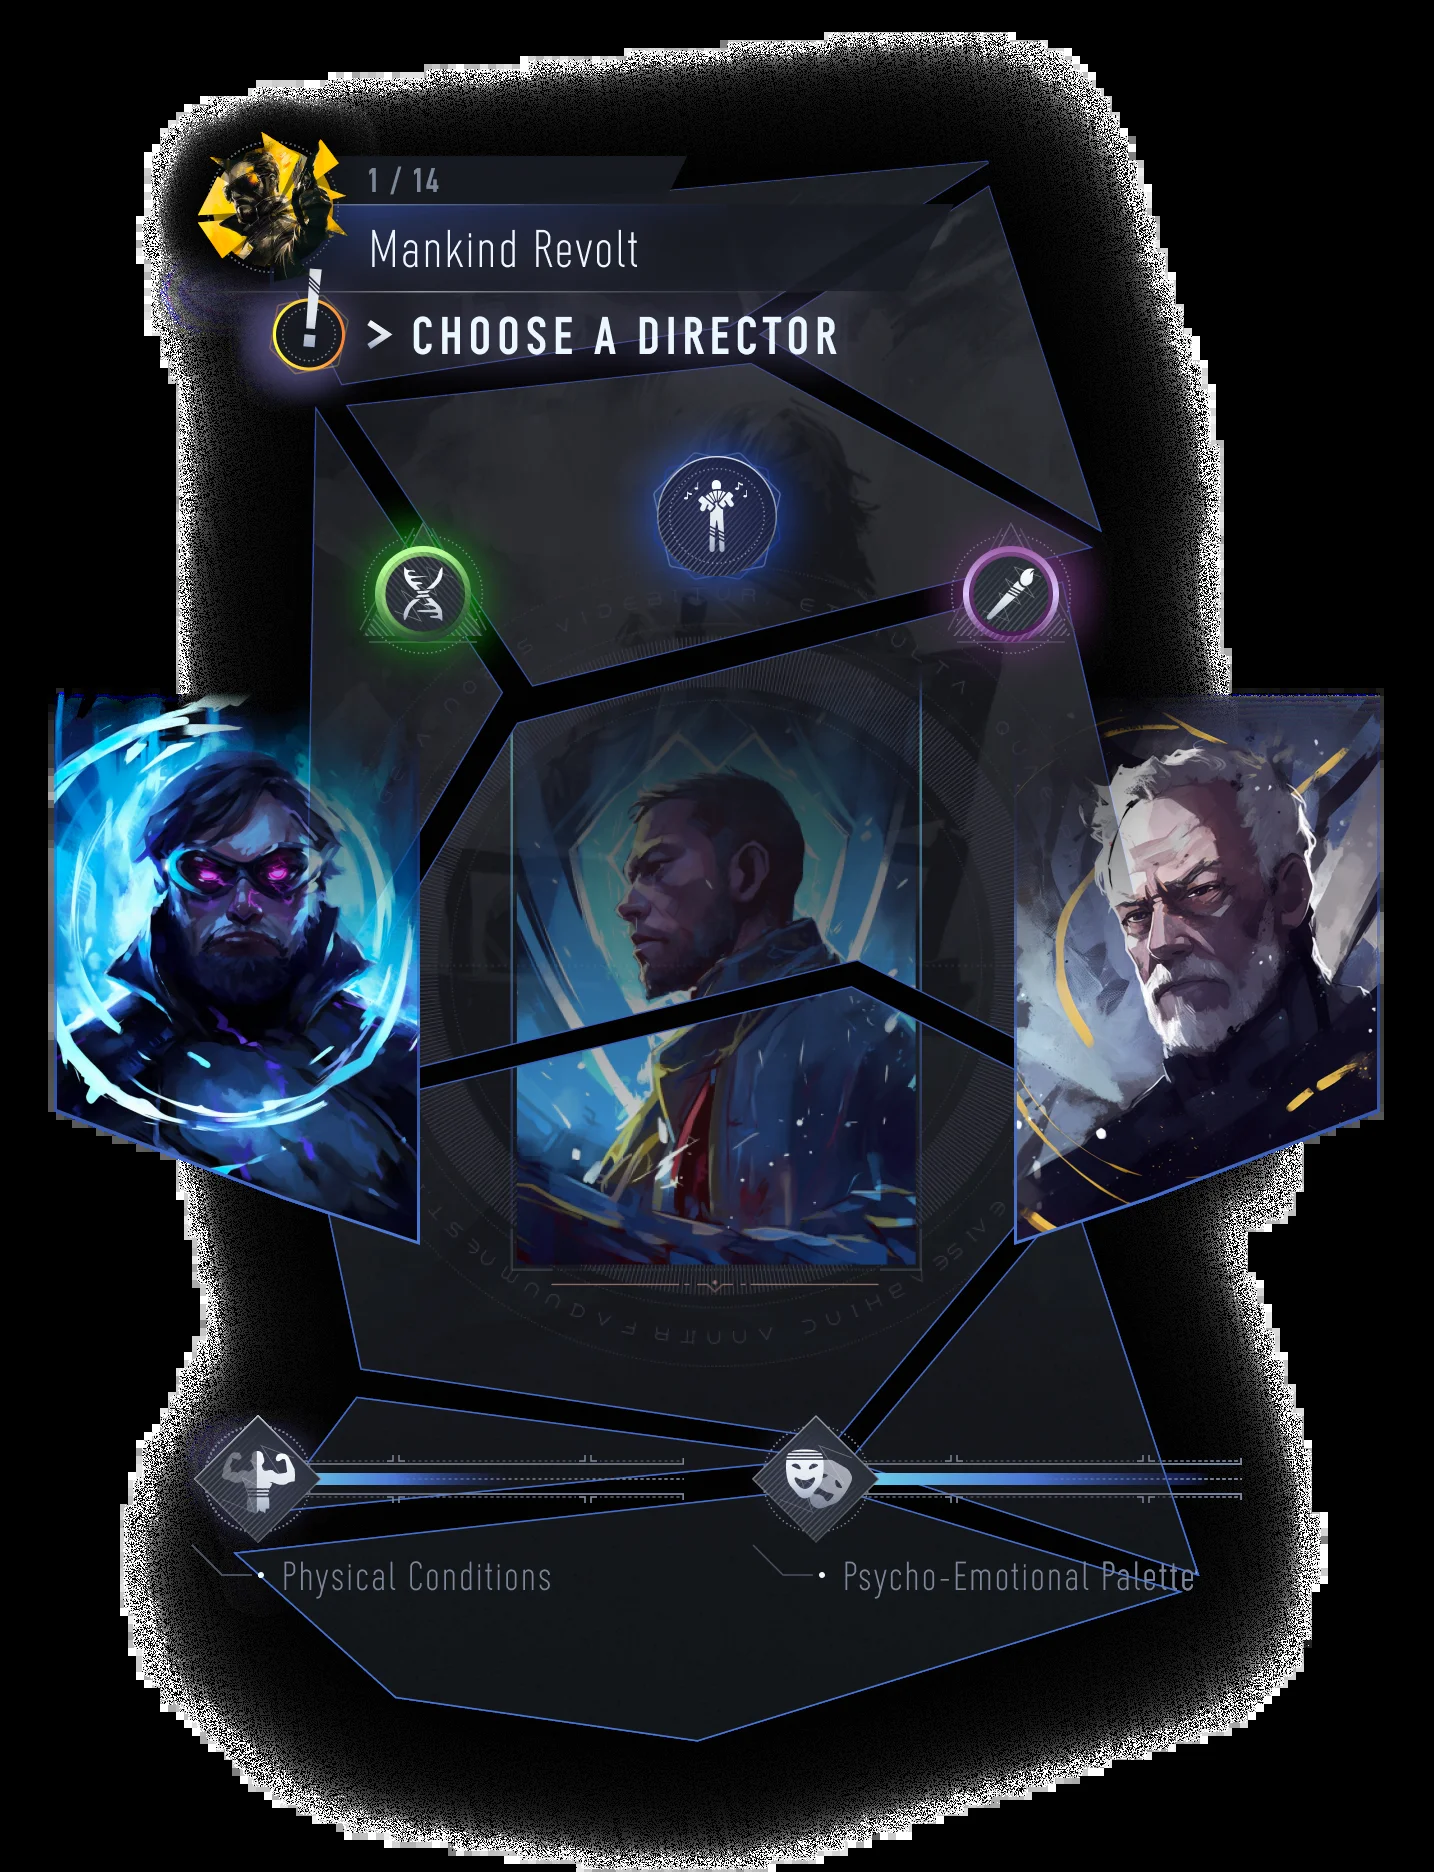 1 / 14
Mankind Revolt
> CHOOSE A DIRECTOR
Physical Conditions
Psycho-Emotional Palette